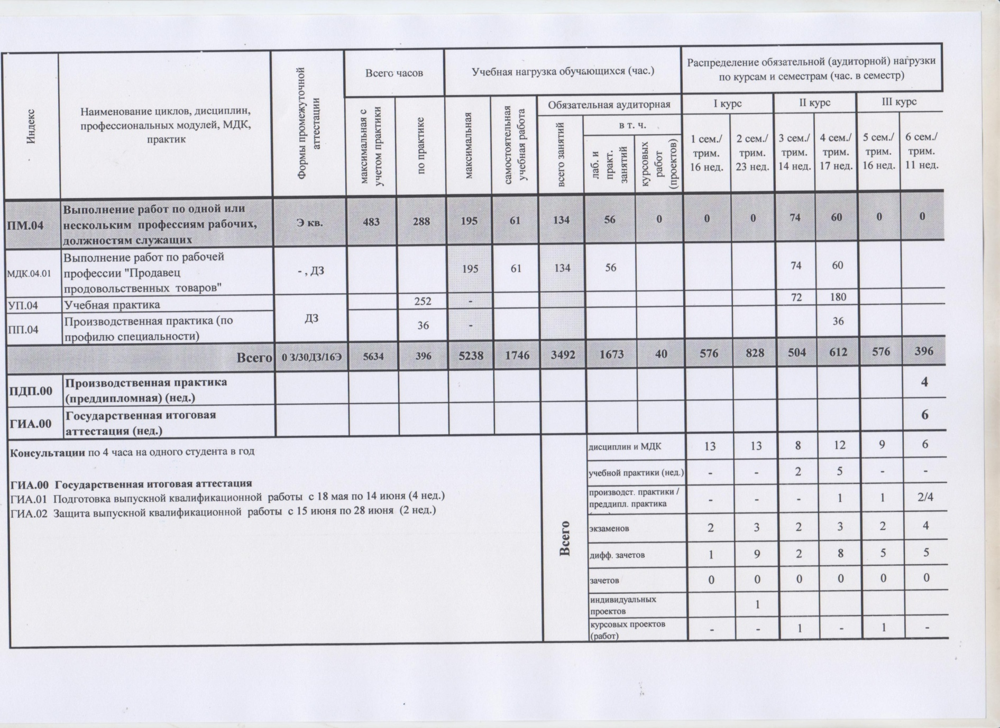 Индекс
Наименование циклов, дисциплин,
профессиональных модулей, МДК,
практик
Формы промежуточной
аттестации
Всего часов
Учебная нагрузка обучающихся (час.)
Распределение обязательной (аудиторной) нагрузки
по курсам и семестрам (час. в семестр)
максимальная с
учетом практики
по практике
максимальная
самостоятельная
учебная работа
Обязательная аудиторная
I курс
II курс
III курс
всего занятий
в т. ч.
лаб. и
практ.
занятий
курсовых
работ
(проектов)
1 сем./
трим.
16 нед.
2 сем./
трим.
23 нед.
3 сем./
трим.
14 нед.
4 сем./
трим.
17 нед.
5 сем./
трим.
16 нед.
6 сем./
трим.
11 нед.
ПМ.04
Выполнение работ по одной или
нескольким профессиям рабочих,
должностям служащих
Э кв. 483 288 195 61 134 56 0 0 0 74 60 0 0
МДК.04.01
Выполнение работ по рабочей
профессии "Продавец
продовольственных товаров"
- , ДЗ 195 61 134 56 74 60
УП.04 Учебная практика 252 - 72 180
ДЗ
ПП.04
Производственная практика (по
профилю специальности)
36 - 36
Всего 0 З/30ДЗ/16Э 5634 396 5238 1746 3492 1673 40 576 828 504 612 576 396
ПДП.00
Производственная практика
(преддипломная) (нед.)
4
ГИА.00
Государственная итоговая
аттестация (нед.)
6
Консультации по 4 часа на одного студента в год
ГИА.00 Государственная итоговая аттестация
ГИА.01 Подготовка выпускной квалификационной работы с 18 мая по 14 июня (4 нед.)
ГИА.02 Защита выпускной квалификационной работы с 15 июня по 28 июня (2 нед.)
Всего
дисциплин и МДК 13 13 8 12 9 6
учебной практики (нед.) - - 2 5 - -
производст. практики /
преддипл. практика
- - - 1 1 2/4
экзаменов 2 3 2 3 2 4
дифф. зачетов 1 9 2 8 5 5
зачетов 0 0 0 0 0 0
индивидуальных
проектов
1
курсовых проектов
(работ)
- - 1 - 1 -